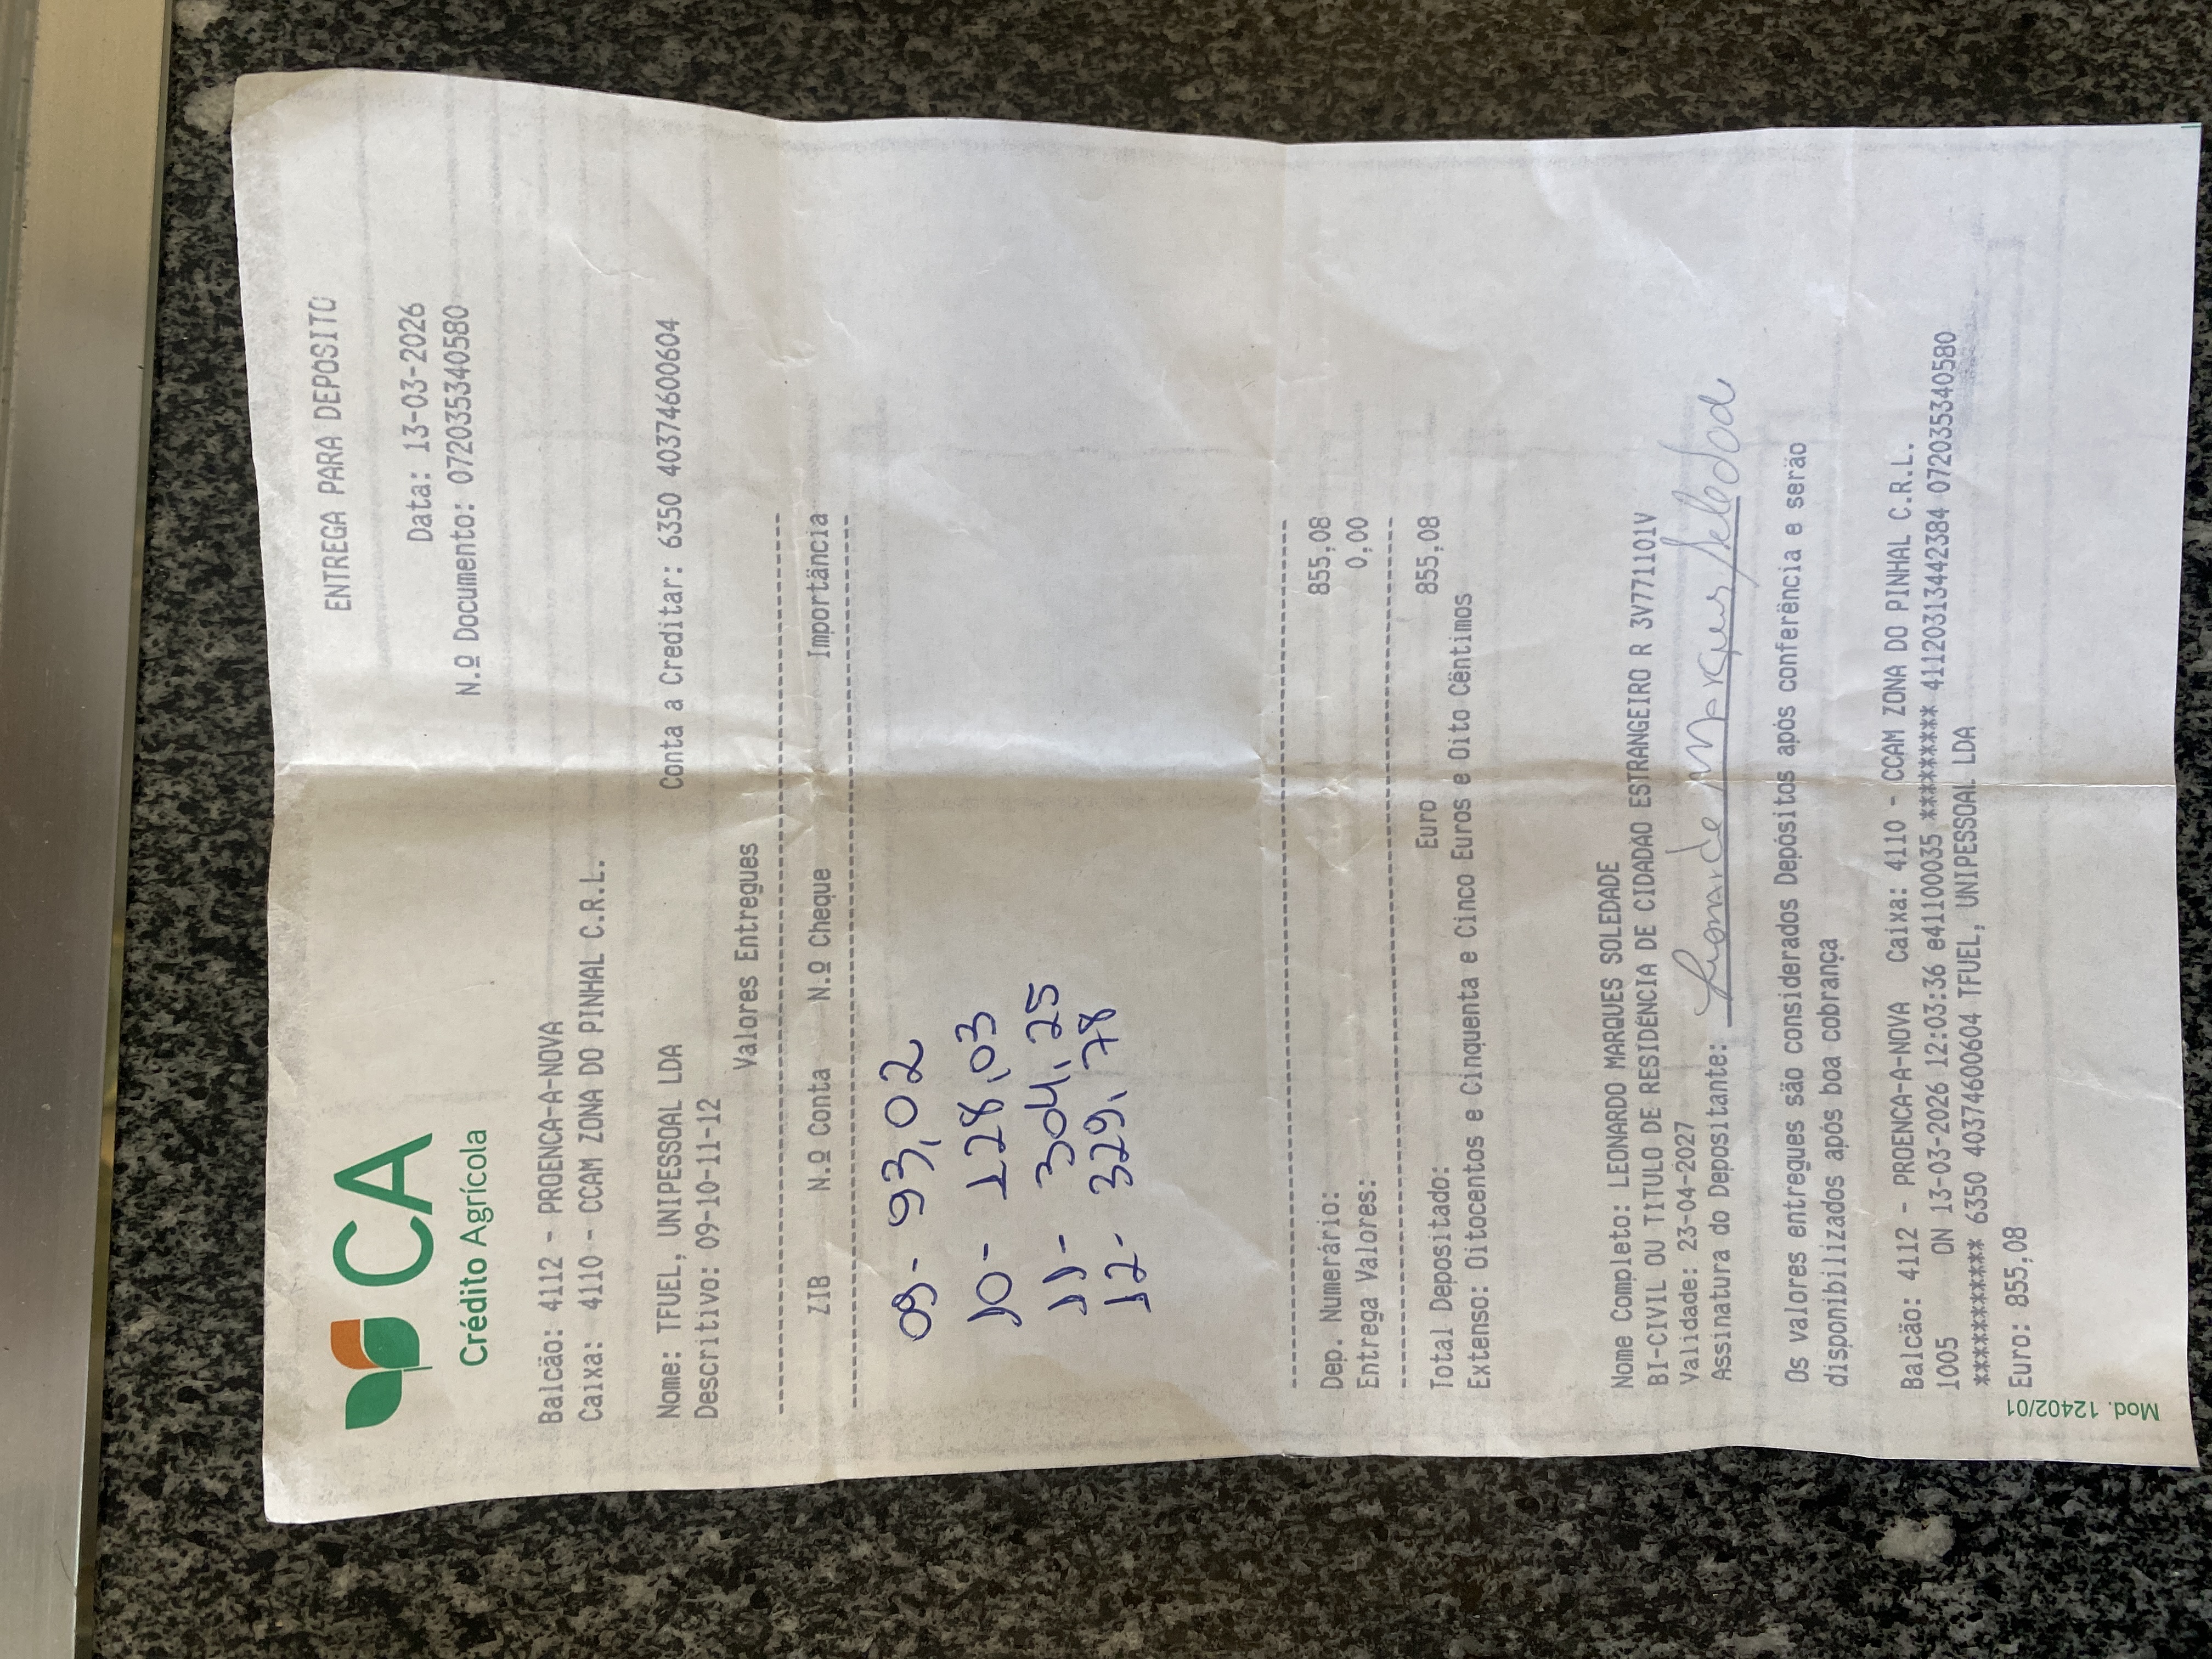 CA
Crédito Agrícola
ENTREGA PARA DEPOSITO
Data: 13-03-2026
N.º Documento: 072035340580
Balcão: 4112 - PROENCA-A-NOVA
Caixa: 4110 - CCAM ZONA DO PINHAL C.R.L.
Conta a Creditar: 6350 40374600604
Nome: TFUEL, UNIPESSOAL LDA
Descritivo: 09-10-11-12
Valores Entregues
ZIB N.º Conta N.º Cheque Importância
09 - 93,02
10 - 128,03
11 - 304,25
12 - 329,78
Dep. Numerário: 855,08
Entrega Valores: 0,00
Total Depositado: Euro 855,08
Extenso: Oitocentos e Cinquenta e Cinco Euros e Oito Cêntimos
Nome Completo: LEONARDO MARQUES SOLEDADE
BI-CIVIL OU TITULO DE RESIDÊNCIA DE CIDADAO ESTRANGEIRO R 3V771101V
Validade: 23-04-2027
Assinatura do Depositante:
Os valores entregues são considerados Depósitos após conferência e serão
disponibilizados após boa cobrança
Balcão: 4112 - PROENCA-A-NOVA Caixa: 4110 - CCAM ZONA DO PINHAL C.R.L.
1005 ON 13-03-2026 12:03:36 e41100035 ********** 411203134442384 072035340580
********** 6350 40374600604 TFUEL, UNIPESSOAL LDA
Euro: 855,08
Mod. 12402/01